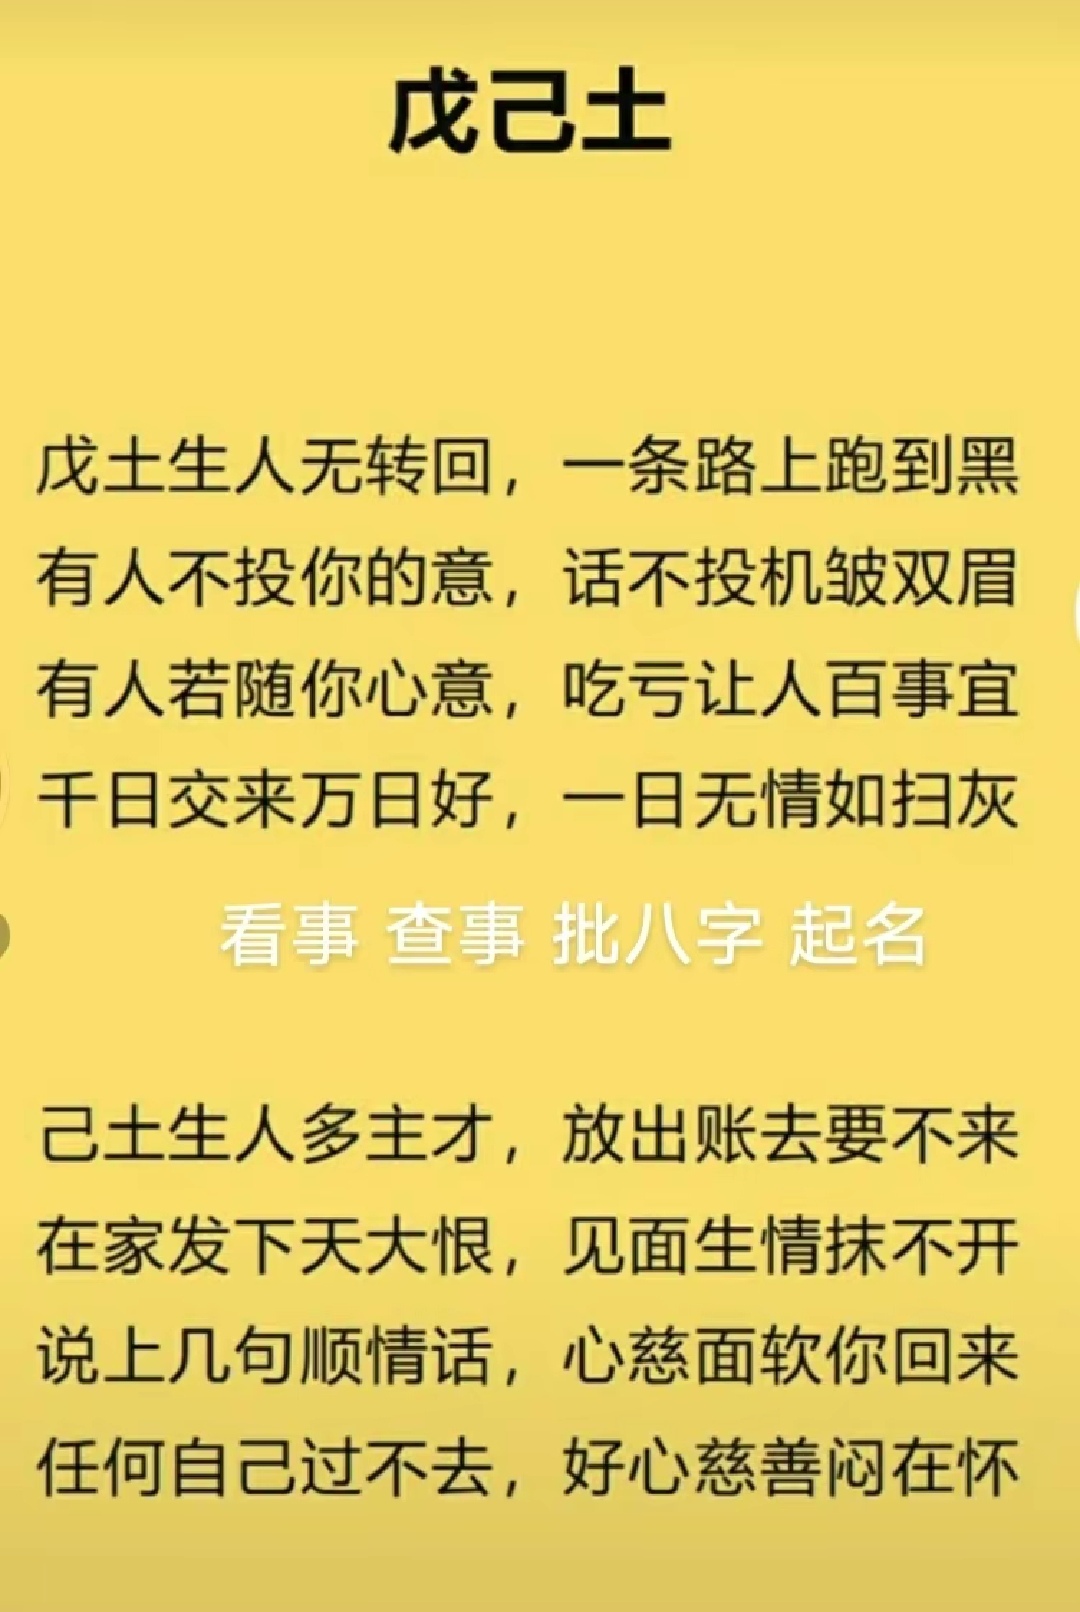 戊己土
戊土生人无转回，一条路上跑到黑
有人不投你的意，话不投机皱双眉
有人若随你心意，吃亏让人百事宜
千日交来万日好，一日无情如扫灰
看事 查事 批八字 起名
己土生人多主才，放出账去要不来
在家发下天大恨，见面生情抹不开
说上几句顺情话，心慈面软你回来
任何自己过不去，好心慈善闷在怀